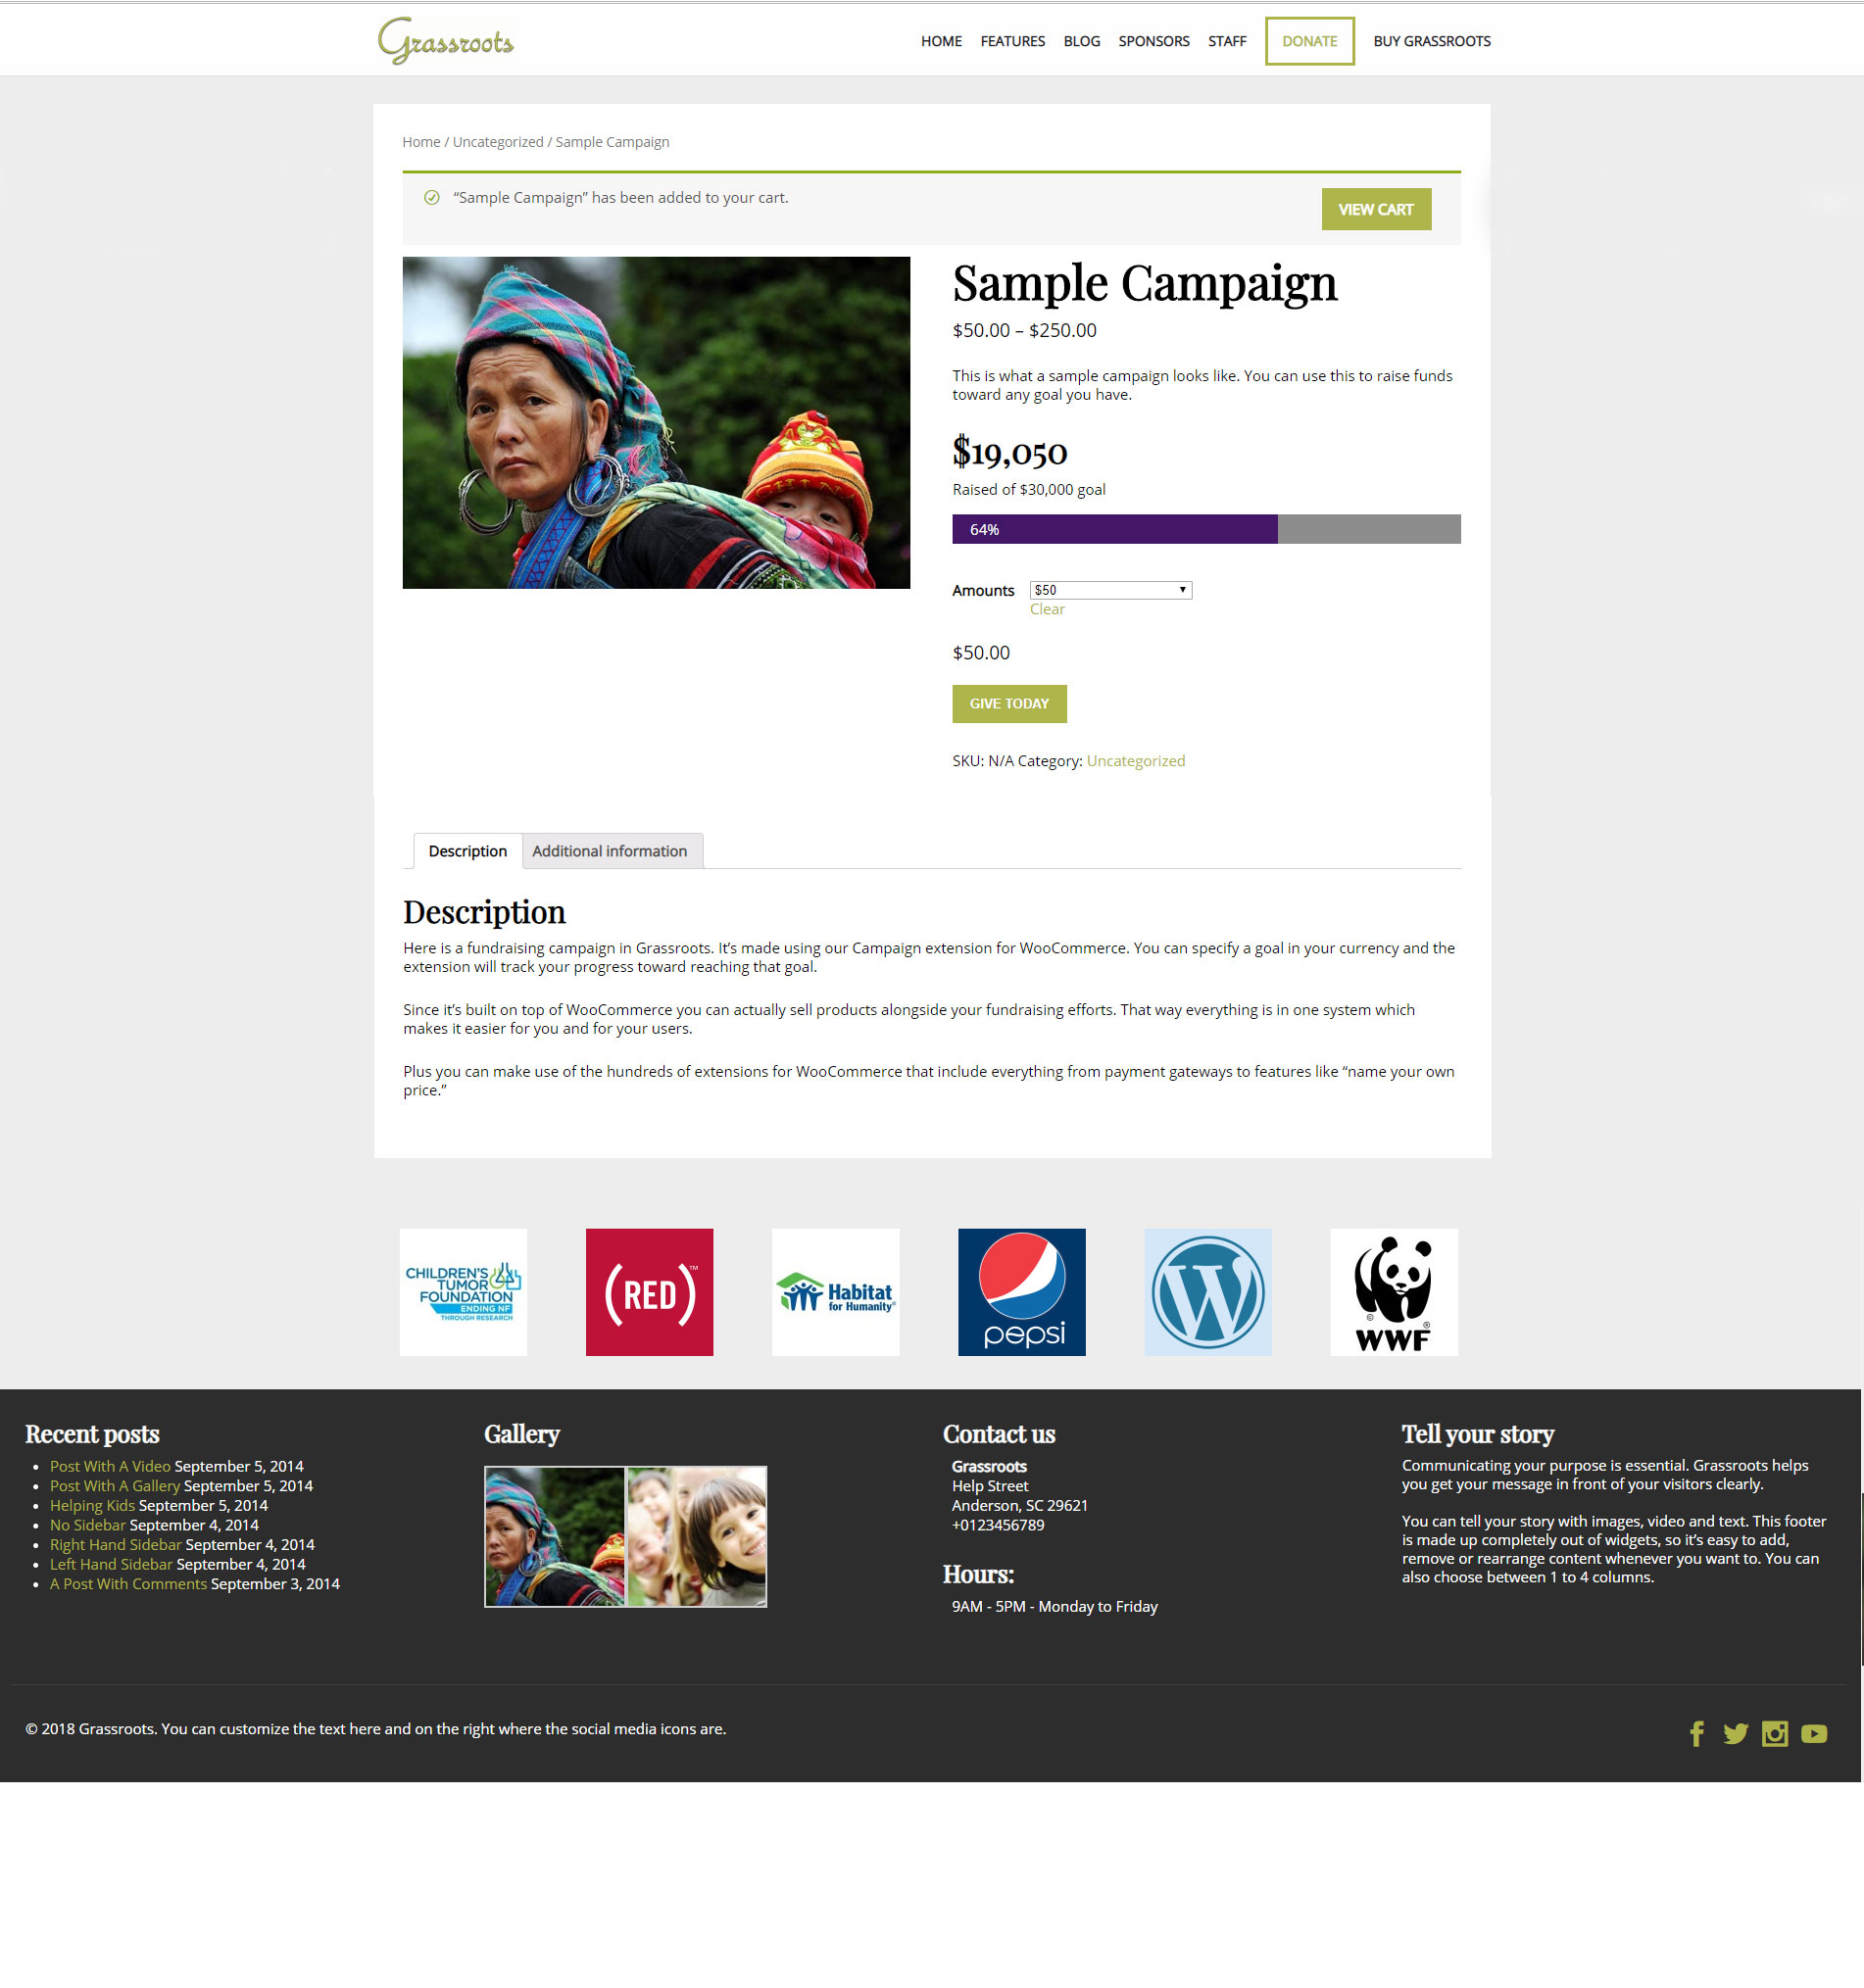 Grassroots
HOME FEATURES BLOG SPONSORS STAFF DONATE BUY GRASSROOTS
Home / Uncategorized / Sample Campaign
“Sample Campaign” has been added to your cart.
VIEW CART
Sample Campaign
$50.00 – $250.00
This is what a sample campaign looks like. You can use this to raise funds
toward any goal you have.
$19,050
Raised of $30,000 goal
64%
Amounts $50
Clear
$50.00
GIVE TODAY
SKU: N/A Category: Uncategorized
Description Additional information
Description
Here is a fundraising campaign in Grassroots. It’s made using our Campaign extension for WooCommerce. You can specify a goal in your currency and the
extension will track your progress toward reaching that goal.
Since it’s built on top of WooCommerce you can actually sell products alongside your fundraising efforts. That way everything is in one system which
makes it easier for you and for your users.
Plus you can make use of the hundreds of extensions for WooCommerce that include everything from payment gateways to features like “name your own
price.”
CHILDREN'S
TUMOR
FOUNDATION
ENDING NF
THROUGH RESEARCH
(RED)™
Habitat
for Humanity®
pepsi
W
©
®
WWF
Recent posts
Post With A Video September 5, 2014
Post With A Gallery September 5, 2014
Helping Kids September 5, 2014
No Sidebar September 4, 2014
Right Hand Sidebar September 4, 2014
Left Hand Sidebar September 4, 2014
A Post With Comments September 3, 2014
Gallery
Contact us
Grassroots
Help Street
Anderson, SC 29621
+0123456789
Hours:
9AM - 5PM - Monday to Friday
Tell your story
Communicating your purpose is essential. Grassroots helps
you get your message in front of your visitors clearly.
You can tell your story with images, video and text. This footer
is made up completely out of widgets, so it’s easy to add,
remove or rearrange content whenever you want to. You can
also choose between 1 to 4 columns.
© 2018 Grassroots. You can customize the text here and on the right where the social media icons are.